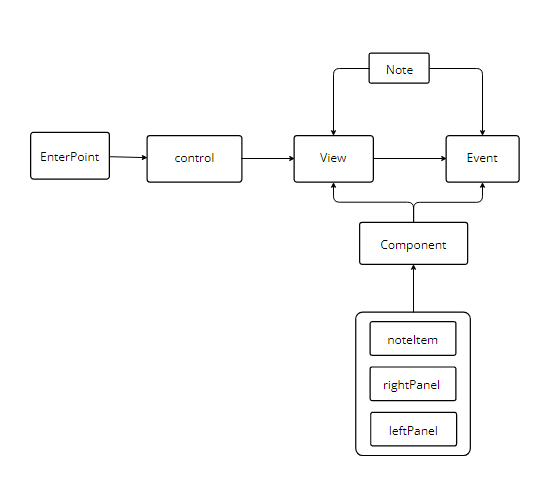 Note
EnterPoint
control
View
Event
Component
noteItem
rightPanel
leftPanel